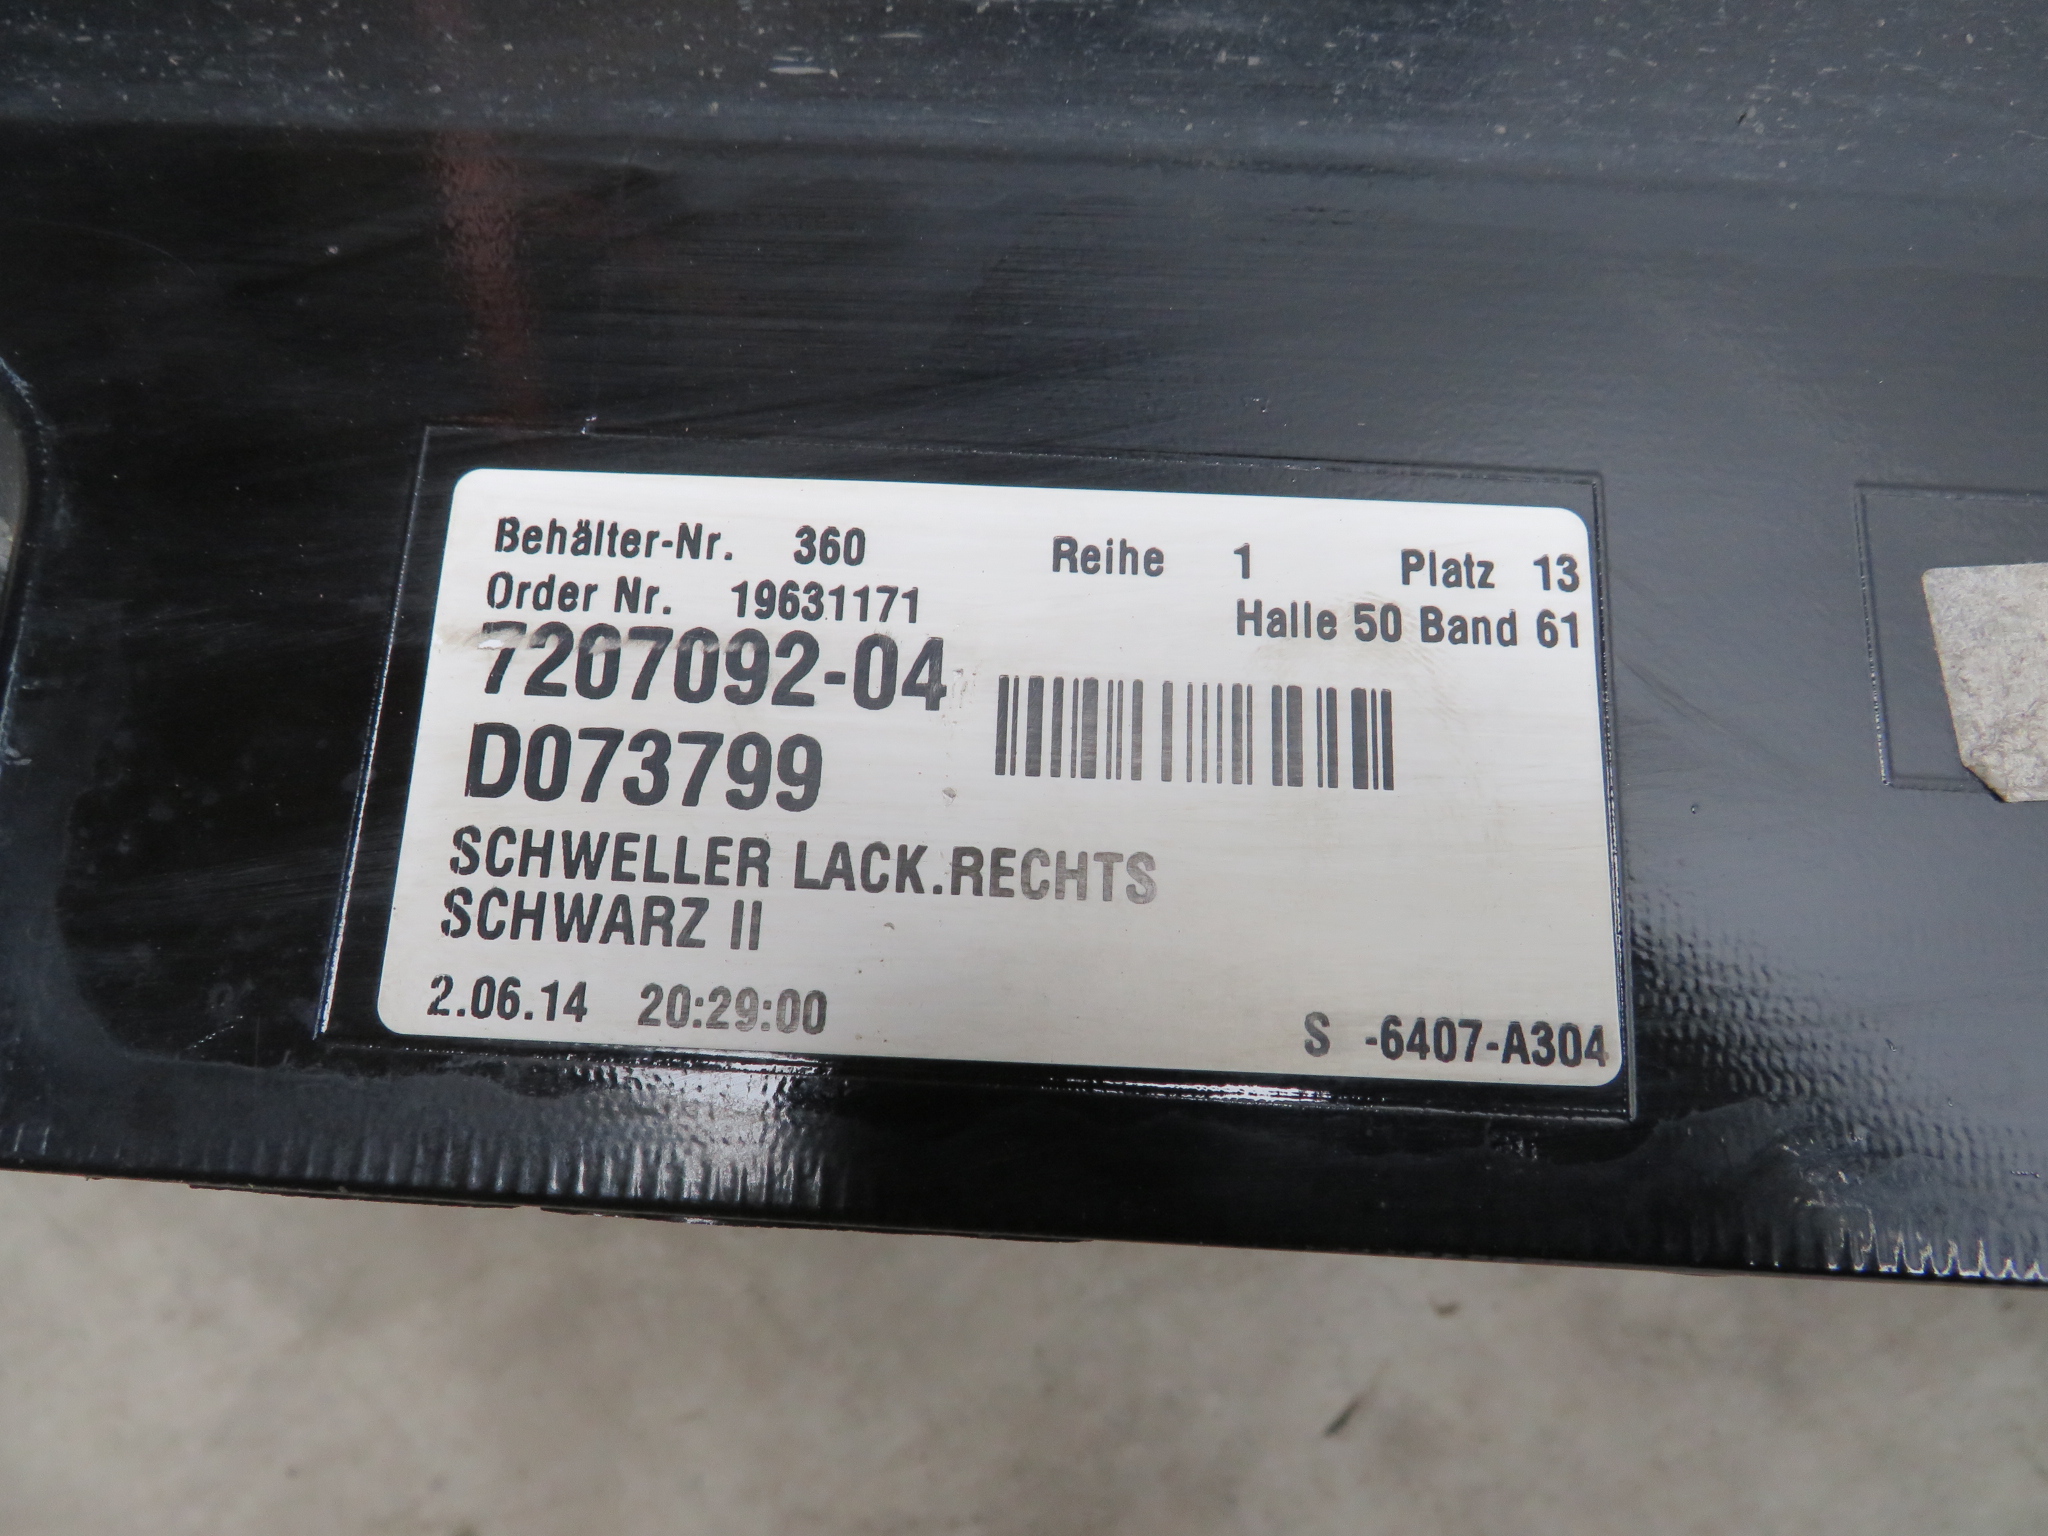 Behälter-Nr. 360 Reihe 1 Platz 13
Order Nr. 19631171 Halle 50 Band 61
7207092-04
D073799
SCHWELLER LACK.RECHTS
SCHWARZ II
2.06.14 20:29:00 S -6407-A304